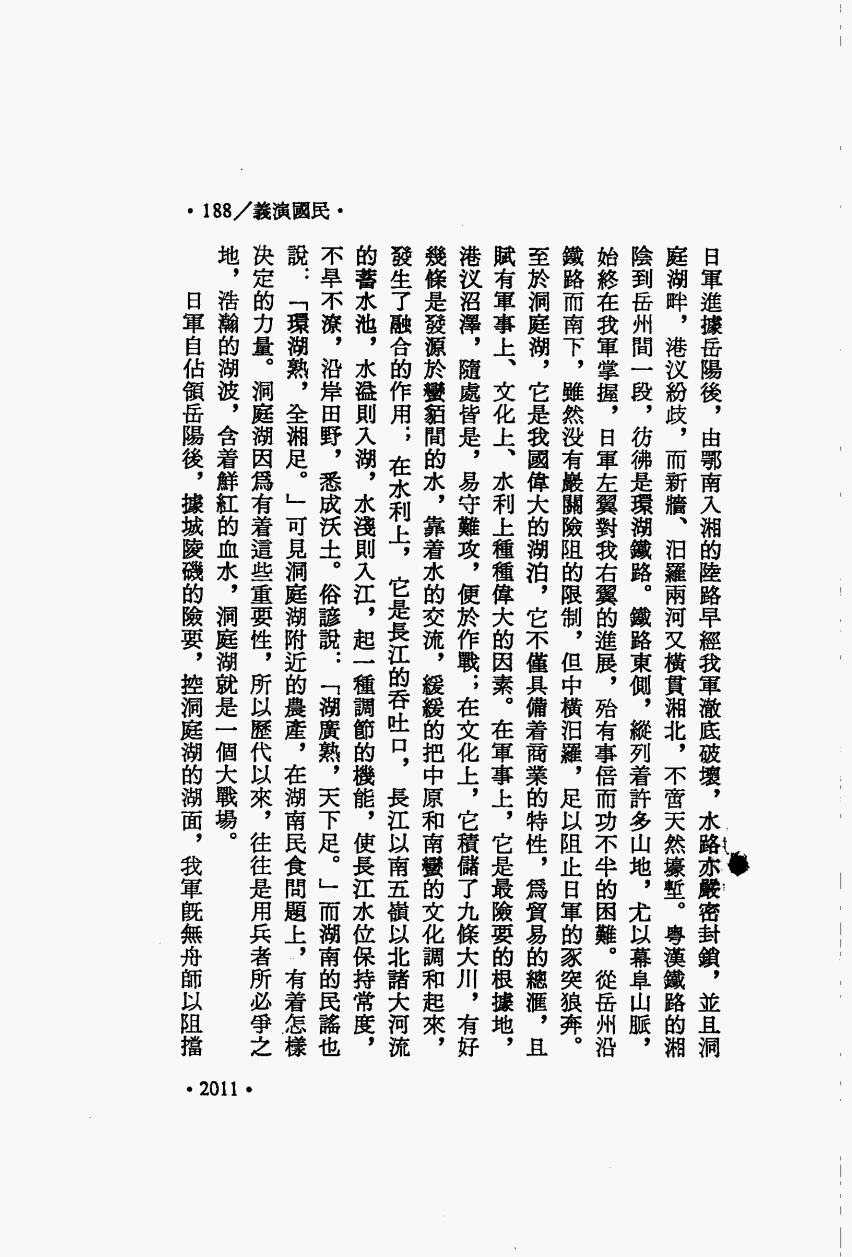 •188／義演國民•
日軍進據岳陽後，由鄂南入湘的陸路早經我軍澈底破壞，水路亦嚴密封鎖，並且洞
庭湖畔，港汊紛歧，而新牆、汨羅兩河又橫貫湘北，不啻天然壕塹。粵漢鐵路的湘
陰到岳州間一段，彷彿是環湖鐵路。鐵路東側，縱列着許多山地，尤以幕阜山脈，
始終在我軍掌握，日軍左翼對我右翼的進展，殆有事倍而功不半的困難。從岳州沿
鐵路而南下，雖然没有巖關險阻的限制，但中橫汨羅，足以阻止日軍的豕突狼奔。
至於洞庭湖，它是我國偉大的湖泊，它不僅具備着商業的特性，爲貿易的總滙，且
賦有軍事上、文化上、水利上種種偉大的因素。在軍事上，它是最險要的根據地，
港汊沼澤，隨處皆是，易守難攻，便於作戰；在文化上，它積儲了九條大川，有好
幾條是發源於蠻貊間的水，靠着水的交流，緩緩的把中原和南蠻的文化調和起來，
發生了融合的作用；在水利上，它是長江的吞吐口，長江以南五嶺以北諸大河流
的蓄水池，水溢則入湖，水淺則入江，起一種調節的機能，使長江水位保持常度，
不旱不潦，沿岸田野，悉成沃土。俗諺說：「湖廣熟，天下足。」而湖南的民謠也
說：「環湖熟，全湘足。」可見洞庭湖附近的農產，在湖南民食問題上，有着怎樣
决定的力量。洞庭湖因爲有着這些重要性，所以歷代以來，往往是用兵者所必爭之
地，浩瀚的湖波，含着鮮紅的血水，洞庭湖就是一個大戰場。
日軍自佔領岳陽後，據城陵磯的險要，控洞庭湖的湖面，我軍旣無舟師以阻擋
•2011•